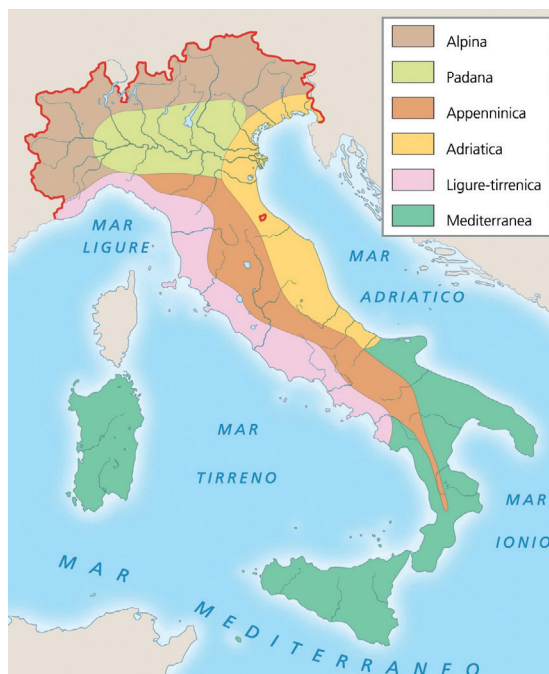 Alpina
Padana
Appenninica
Adriatica
Ligure-tirrenica
Mediterranea
MAR
LIGURE
MAR
ADRIATICO
MAR
TIRRENO
MAR
IONIO
MAR
MEDITERRANEO